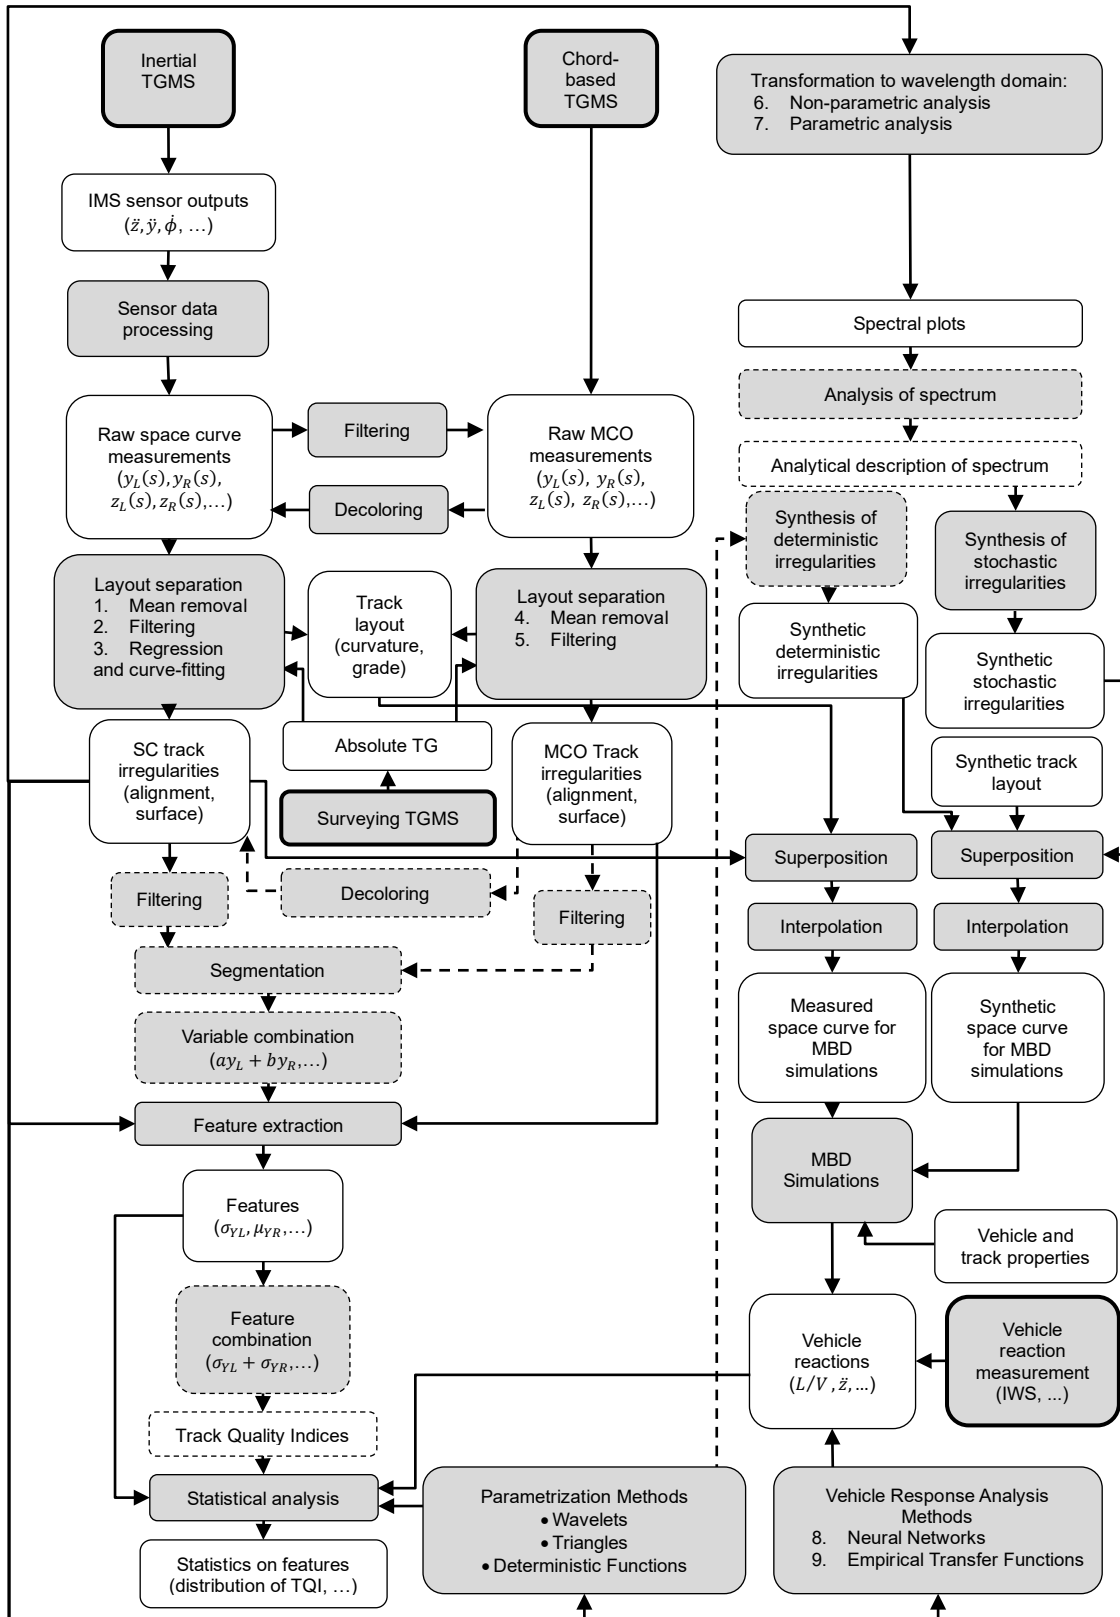 Inertial
TGMS
Chord-
based
TGMS
Transformation to wavelength domain:
6. Non-parametric analysis
7. Parametric analysis
IMS sensor outputs
(z̈, ÿ, ϕ̇, …)
Sensor data
processing
Spectral plots
Analysis of spectrum
Raw space curve
measurements
(y_L(s), y_R(s),
z_L(s), z_R(s),…)
Filtering
Decoloring
Raw MCO
measurements
(y_L(s), y_R(s),
z_L(s), z_R(s),…)
Analytical description of spectrum
Synthesis of
deterministic
irregularities
Synthesis of
stochastic
irregularities
Layout separation
1. Mean removal
2. Filtering
3. Regression
and curve-fitting
Track
layout
(curvature,
grade)
Layout separation
4. Mean removal
5. Filtering
Synthetic
deterministic
irregularities
Synthetic
stochastic
irregularities
SC track
irregularities
(alignment,
surface)
Absolute TG
Surveying TGMS
MCO Track
irregularities
(alignment,
surface)
Synthetic track
layout
Superposition
Superposition
Filtering
Decoloring
Filtering
Interpolation
Interpolation
Segmentation
Variable combination
(ay_L + by_R,…)
Measured
space curve for
MBD
simulations
Synthetic
space curve
for MBD
simulations
Feature extraction
MBD
Simulations
Features
(σ_YL, μ_YR,…)
Vehicle and
track properties
Feature
combination
(σ_YL + σ_YR,…)
Vehicle
reactions
(L/V , z̈, …)
Vehicle
reaction
measurement
(IWS, ...)
Track Quality Indices
Statistical analysis
Parametrization Methods
• Wavelets
• Triangles
• Deterministic Functions
Vehicle Response Analysis
Methods
8. Neural Networks
9. Empirical Transfer Functions
Statistics on features
(distribution of TQI, …)